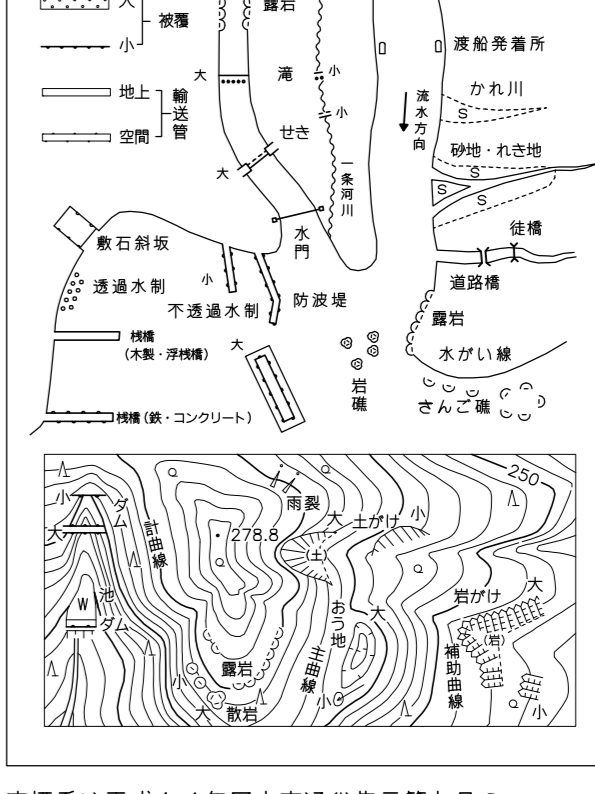 大
被覆
小
地上
輸送管
空間
露岩
大
滝
小
小
せき
大
一条河川
水門
流水方向
渡船発着所
かれ川
S
砂地・れき地
S
S
徒橋
道路橋
露岩
水がい線
さんご礁
敷石斜坂
透過水制
小
不透過水制
防波堤
桟橋
(木製・浮桟橋)
大
岩礁
桟橋(鉄・コンクリート)
小
ダム
大
池
W
ダム
計曲線
278.8
雨裂
大
土がけ
小
(土)
250
おう地
大
岩がけ
大
(岩)
主曲線
補助曲線
露岩
小
大
散岩
小
小